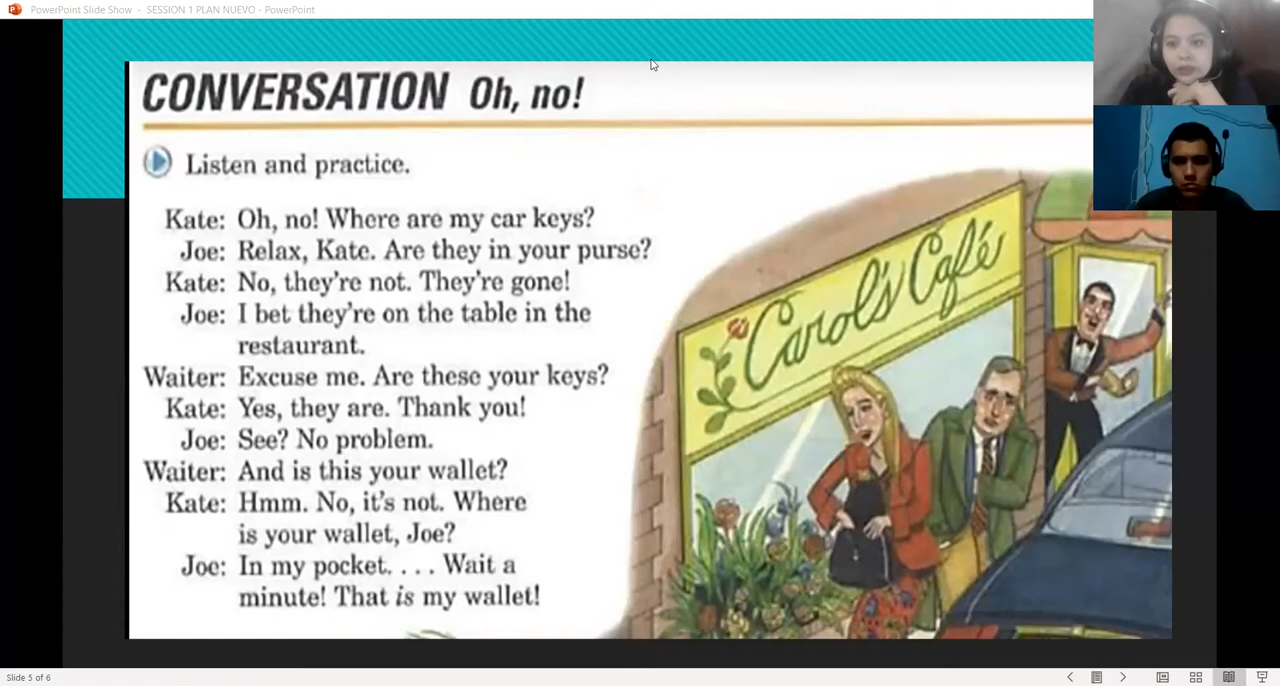 PowerPoint Slide Show - SESSION 1 PLAN NUEVO - PowerPoint
CONVERSATION Oh, no!
Listen and practice.
Kate: Oh, no! Where are my car keys?
Joe: Relax, Kate. Are they in your purse?
Kate: No, they're not. They're gone!
Joe: I bet they're on the table in the
restaurant.
Waiter: Excuse me. Are these your keys?
Kate: Yes, they are. Thank you!
Joe: See? No problem.
Waiter: And is this your wallet?
Kate: Hmm. No, it's not. Where
is your wallet, Joe?
Joe: In my pocket. . . . Wait a
minute! That is my wallet!
Carol's Café
Slide 5 of 6